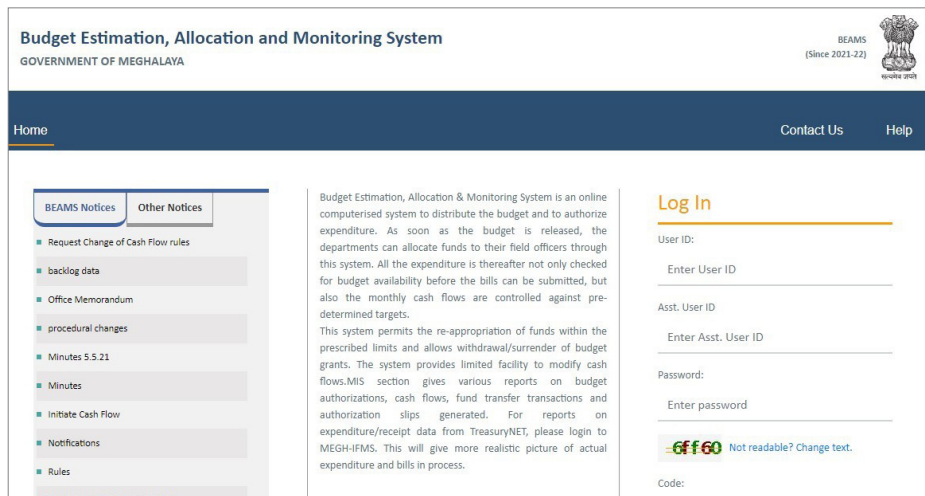 Budget Estimation, Allocation and Monitoring System
GOVERNMENT OF MEGHALAYA
BEAMS
(Since 2021-22)
सत्यमेव जयते
Home
Contact Us
Help
BEAMS Notices
Other Notices
Request Change of Cash Flow rules
backlog data
Office Memorandum
procedural changes
Minutes 5.5.21
Minutes
Initiate Cash Flow
Notifications
Rules
Budget Estimation, Allocation & Monitoring System is an online
computerised system to distribute the budget and to authorize
expenditure. As soon as the budget is released, the
departments can allocate funds to their field officers through
this system. All the expenditure is thereafter not only checked
for budget availability before the bills can be submitted, but
also the monthly cash flows are controlled against pre-
determined targets.
This system permits the re-appropriation of funds within the
prescribed limits and allows withdrawal/surrender of budget
grants. The system provides limited facility to modify cash
flows.MIS section gives various reports on budget
authorizations, cash flows, fund transfer transactions and
authorization slips generated. For reports on
expenditure/receipt data from TreasuryNET, please login to
MEGH-IFMS. This will give more realistic picture of actual
expenditure and bills in process.
Log In
User ID:
Enter User ID
Asst. User ID
Enter Asst. User ID
Password:
Enter password
6ff60
Not readable? Change text.
Code: